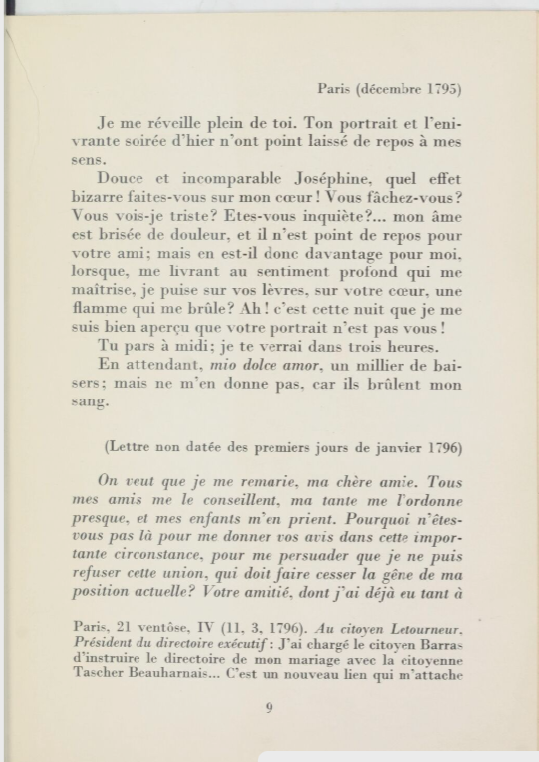 Paris (décembre 1795)
Je me réveille plein de toi. Ton portrait et l'eni-
vrante soirée d'hier n'ont point laissé de repos à mes
sens.
Douce et incomparable Joséphine, quel effet
bizarre faites-vous sur mon cœur! Vous fâchez-vous?
Vous vois-je triste? Etes-vous inquiète?... mon âme
est brisée de douleur, et il n'est point de repos pour
votre ami; mais en est-il donc davantage pour moi,
lorsque, me livrant au sentiment profond qui me
maîtrise, je puise sur vos lèvres, sur votre cœur, une
flamme qui me brûle? Ah! c'est cette nuit que je me
suis bien aperçu que votre portrait n'est pas vous!
Tu pars à midi; je te verrai dans trois heures.
En attendant, mio dolce amor, un millier de bai-
sers; mais ne m'en donne pas, car ils brûlent mon
sang.
(Lettre non datée des premiers jours de janvier 1796)
On veut que je me remarie, ma chère amie. Tous
mes amis me le conseillent, ma tante me l'ordonne
presque, et mes enfants m'en prient. Pourquoi n'êtes-
vous pas là pour me donner vos avis dans cette impor-
tante circonstance, pour me persuader que je ne puis
refuser cette union, qui doit faire cesser la gêne de ma
position actuelle? Votre amitié, dont j'ai déjà eu tant à
Paris, 21 ventôse, IV (11, 3, 1796). Au citoyen Letourneur,
Président du directoire exécutif: J'ai chargé le citoyen Barras
d'instruire le directoire de mon mariage avec la citoyenne
Tascher Beauharnais... C'est un nouveau lien qui m'attache
9